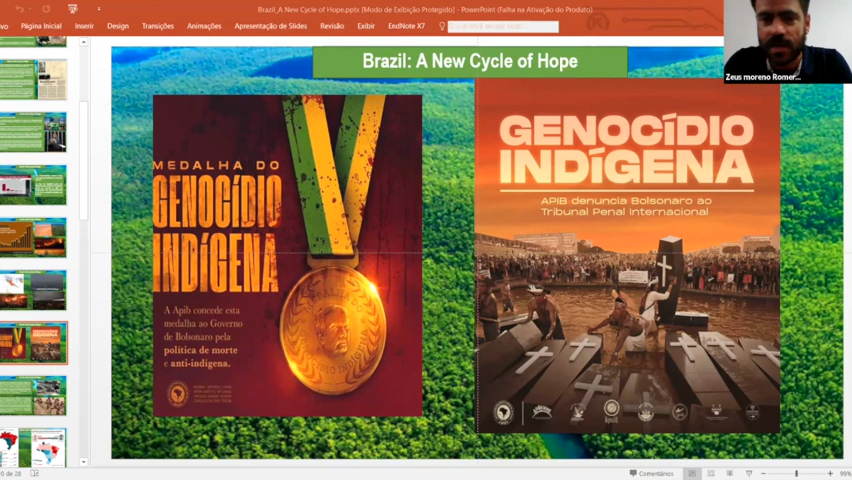 Brazil_A New Cycle of Hope.pptx [Modo de Exibição Protegido] - PowerPoint (Falha na Ativação do Produto)
Página Inicial Inserir Design Transições Animações Apresentação de Slides Revisão Exibir EndNote X7
Zeus moreno Romer...
Brazil: A New Cycle of Hope
MEDALHA DO
GENOCÍDIO
INDÍGENA
A Apib concede esta
medalha ao Governo
de Bolsonaro pela
política de morte
e anti-indígena.
GENOCÍDIO
INDÍGENA
APIB denuncia Bolsonaro ao
Tribunal Penal Internacional
de 28
Comentários
99%